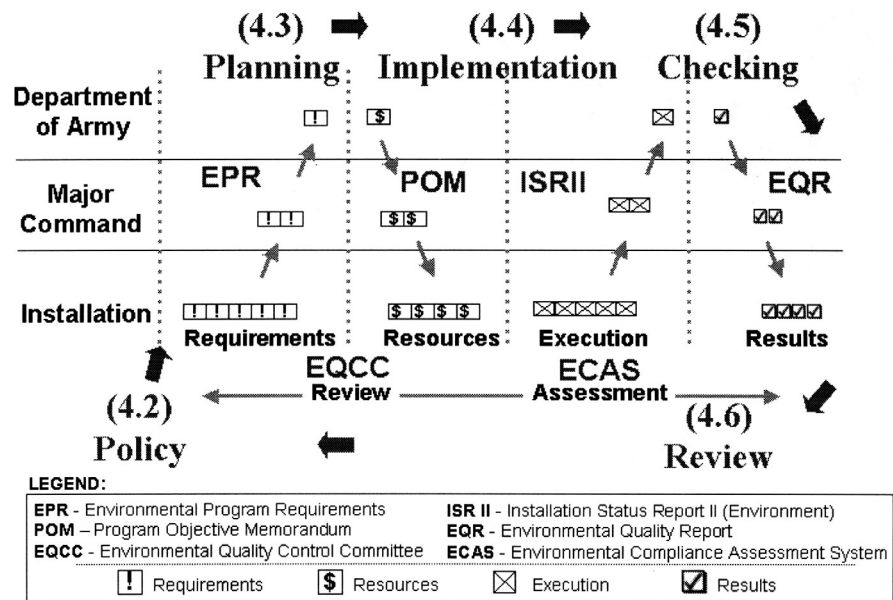 (4.3) (4.4) (4.5)
Planning Implementation Checking
Department
of Army
! $
EPR POM ISRII EQR
Major
Command
! ! $ $
Installation
! ! ! ! ! $ $ $ $
Requirements Resources Execution Results
EQCC ECAS
Review Assessment
(4.2) (4.6)
Policy Review
LEGEND:
EPR - Environmental Program Requirements
POM – Program Objective Memorandum
EQCC - Environmental Quality Control Committee
ISR II - Installation Status Report II (Environment)
EQR - Environmental Quality Report
ECAS - Environmental Compliance Assessment System
! Requirements $ Resources Execution Results